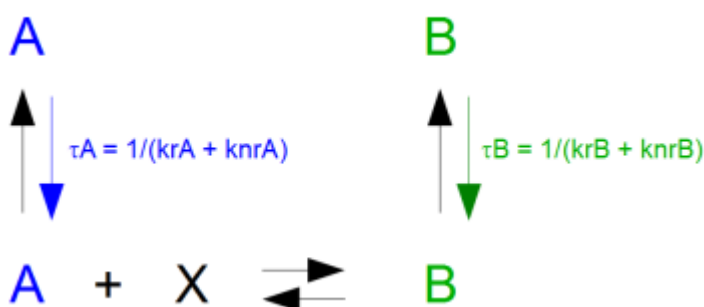 A B
τA = 1/(krA + knrA) τB = 1/(krB + knrB)
A + X B